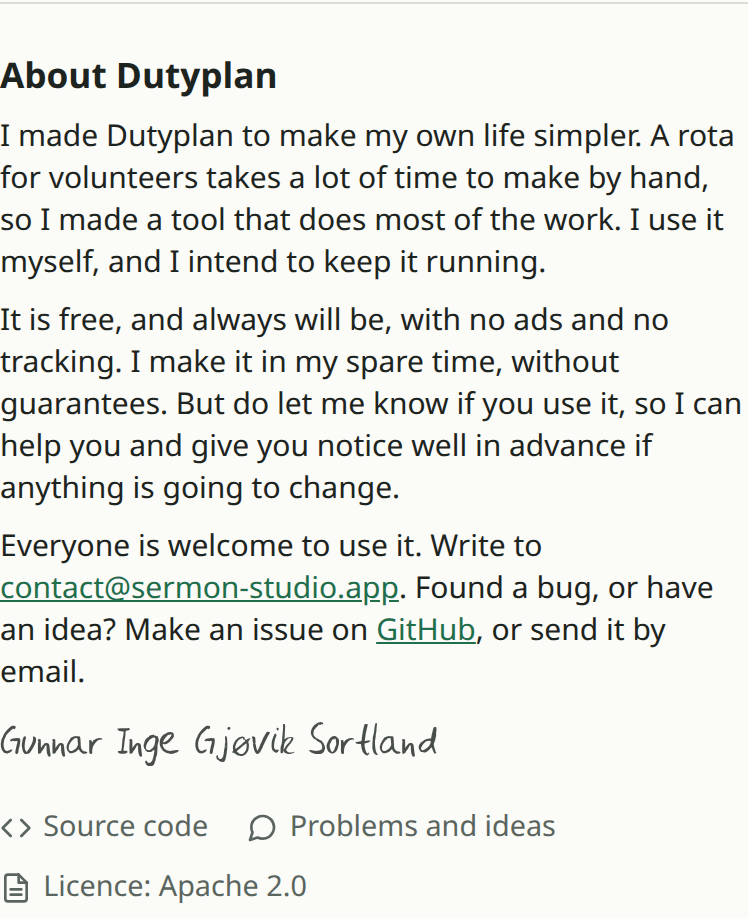 About Dutyplan
I made Dutyplan to make my own life simpler. A rota
for volunteers takes a lot of time to make by hand,
so I made a tool that does most of the work. I use it
myself, and I intend to keep it running.
It is free, and always will be, with no ads and no
tracking. I make it in my spare time, without
guarantees. But do let me know if you use it, so I can
help you and give you notice well in advance if
anything is going to change.
Everyone is welcome to use it. Write to
contact@sermon-studio.app. Found a bug, or have
an idea? Make an issue on GitHub, or send it by
email.
Gunnar Inge Gjøvik Sortland
Source code Problems and ideas
Licence: Apache 2.0